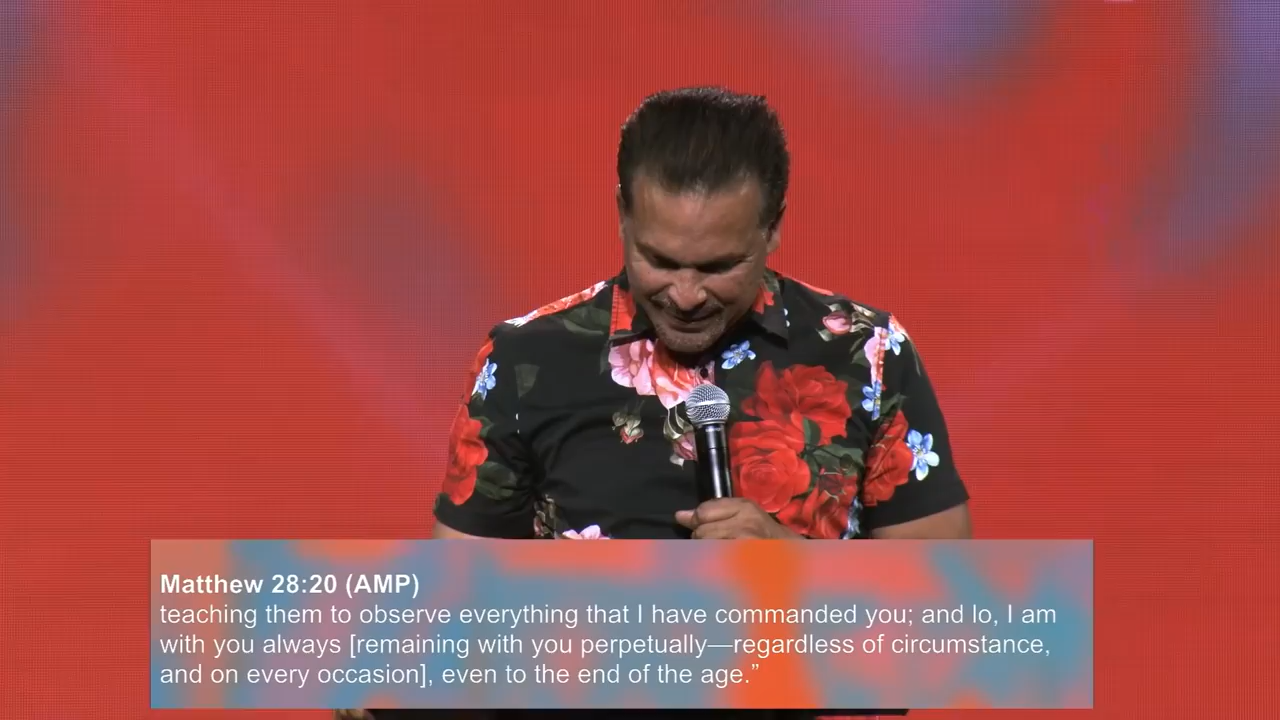 Matthew 28:20 (AMP)
teaching them to observe everything that I have commanded you; and lo, I am
with you always [remaining with you perpetually—regardless of circumstance,
and on every occasion], even to the end of the age.”